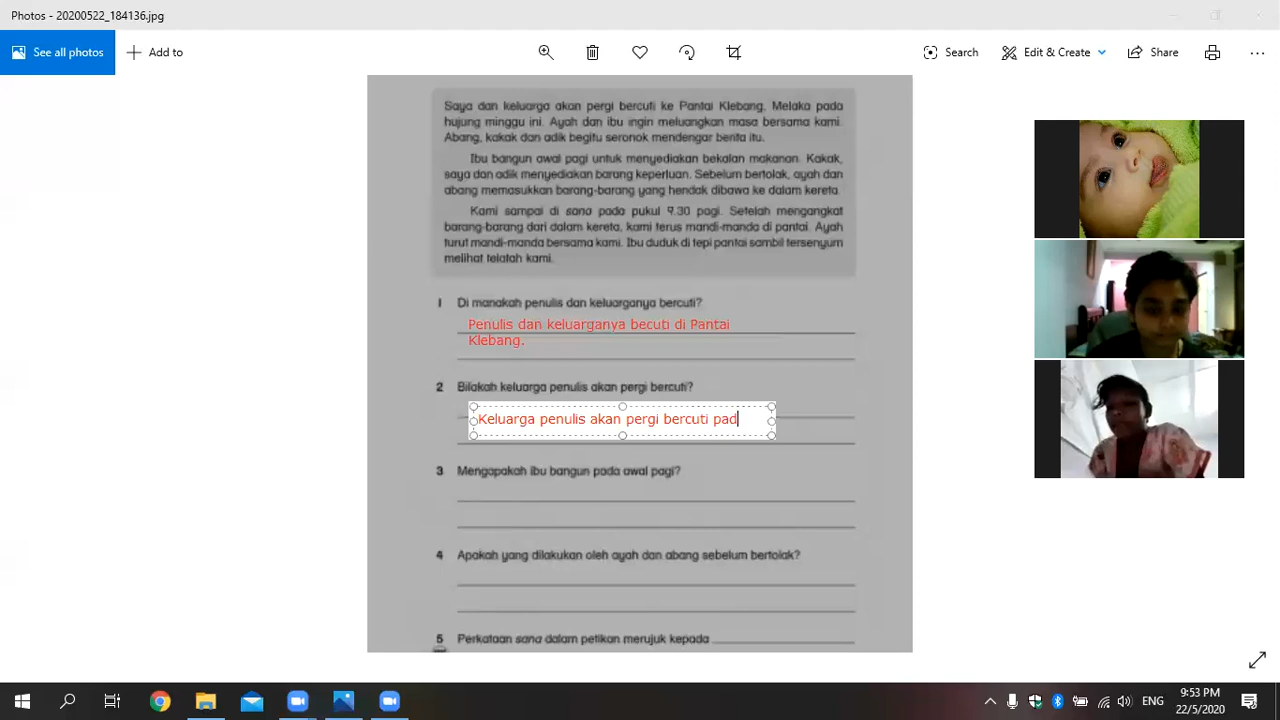 Photos - 20200522_184136.jpg
See all photos
Add to
Search
Edit & Create
Share
Saya dan keluarga akan pergi bercuti ke Pantai Klebang, Melaka pada
hujung minggu ini. Ayah dan ibu ingin meluangkan masa bersama kami.
Abang, kakak dan adik begitu seronok mendengar berita itu.
Ibu bangun awal pagi untuk menyediakan bekalan makanan. Kakak,
saya dan adik menyediakan barang keperluan. Sebelum bertolak, ayah dan
abang memasukkan barang-barang yang hendak dibawa ke dalam kereta.
Kami sampai di sana pada pukul 9.30 pagi. Setelah mengangkat
barang-barang dari dalam kereta, kami terus mandi-manda di pantai. Ayah
turut mandi-manda bersama kami. Ibu duduk di tepi pantai sambil tersenyum
melihat telatah kami.
1 Di manakah penulis dan keluarganya bercuti?
Penulis dan keluarganya becuti di Pantai
Klebang.
2 Bilakah keluarga penulis akan pergi bercuti?
Keluarga penulis akan pergi bercuti pad
3 Mengapakah ibu bangun pada awal pagi?
4 Apakah yang dilakukan oleh ayah dan abang sebelum bertolak?
5 Perkataan sana dalam petikan merujuk kepada
ENG
9:53 PM
22/5/2020